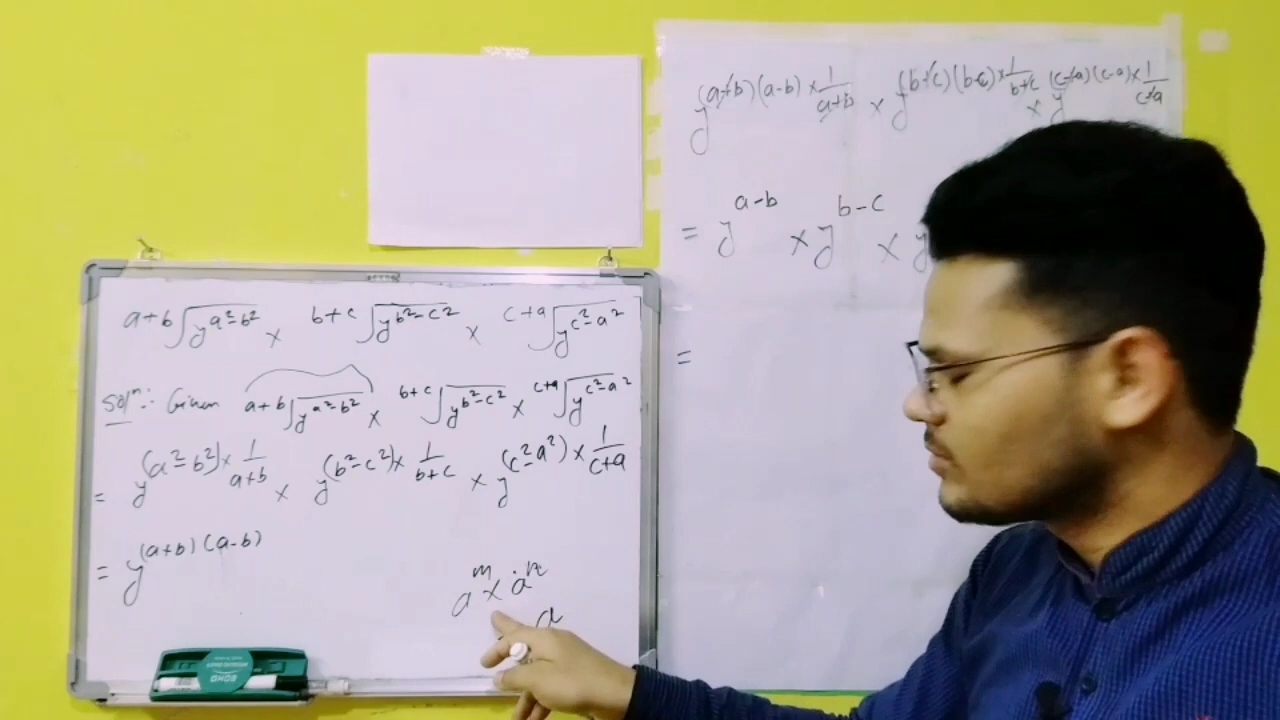 a+b√y^(a²-b²) × b+c√y^(b²-c²) × c+a√y^(c²-a²)
Solⁿ:- Given a+b√y^(a²-b²) × b+c√y^(b²-c²) × c+a√y^(c²-a²)
= y^((a²-b²)×1/(a+b)) × y^((b²-c²)×1/(b+c)) × y^((c²-a²)×1/(c+a))
= y^((a+b)(a-b))
a^m × a^n
a
y^((a+b)(a-b)×1/(a+b)) × y^((b+c)(b-c)×1/(b+c)) × y^((c+a)(c-a)×1/(c+a))
= y^(a-b) × y^(b-c) × y
=